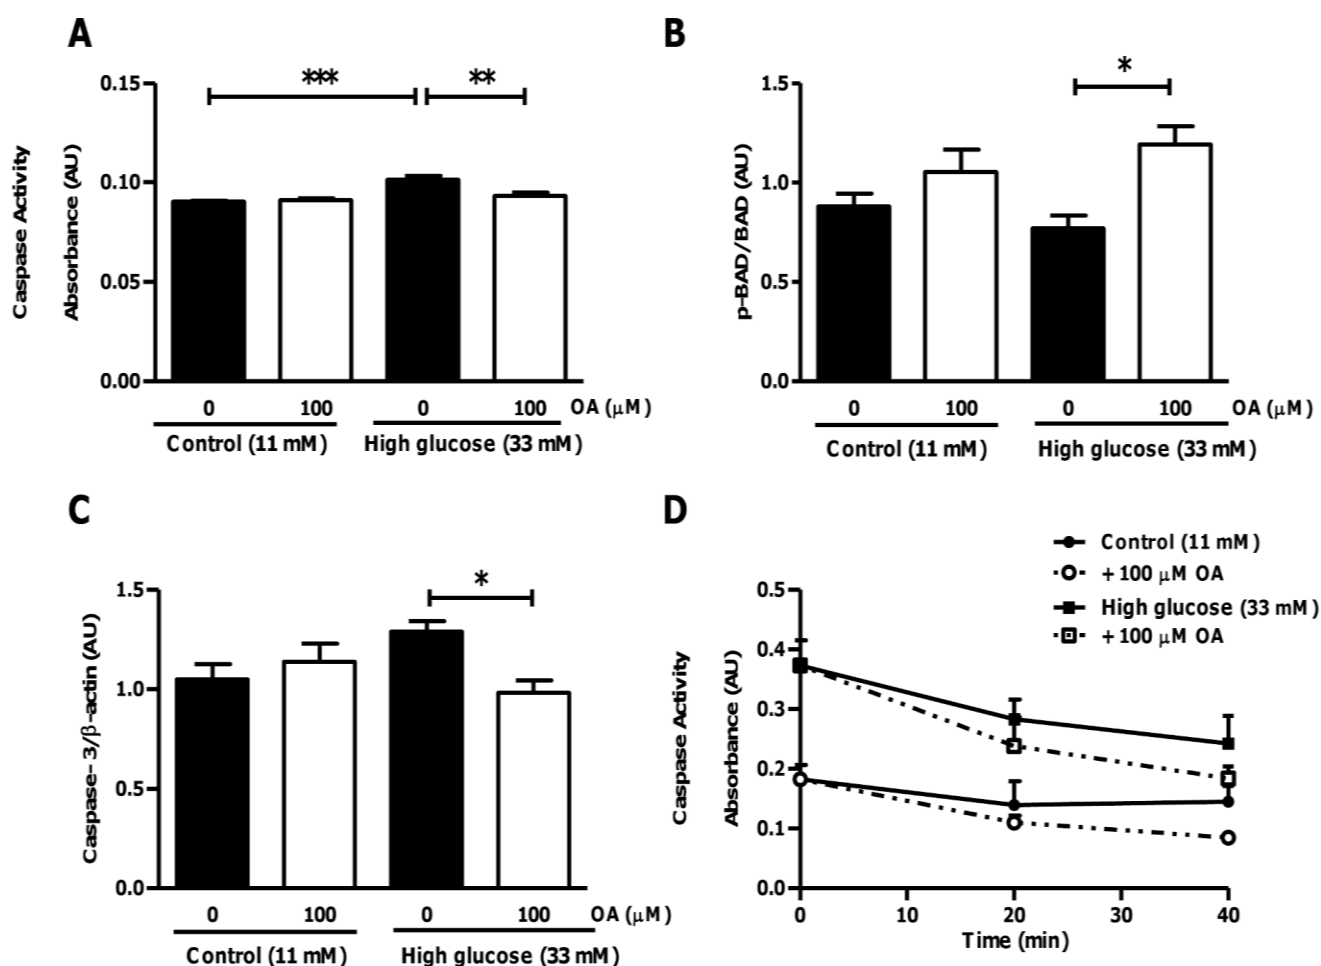 A
Caspase Activity
Absorbance (AU)
0.15
0.10
0.05
0.00
***
**
0
100
0
100
OA (μM)
Control (11 mM)
High glucose (33 mM)
B
p-BAD/BAD (AU)
1.5
1.0
0.5
0.0
*
0
100
0
100
OA (μM)
Control (11 mM)
High glucose (33 mM)
C
Caspase- 3/β-actin (AU)
1.5
1.0
0.5
0.0
*
0
100
0
100
OA (μM)
Control (11 mM)
High glucose (33 mM)
D
Control (11 mM)
+ 100 μM OA
High glucose (33 mM)
+ 100 μM OA
Caspase Activity
Absorbance (AU)
0.5
0.4
0.3
0.2
0.1
0.0
0
10
20
30
40
Time (min)